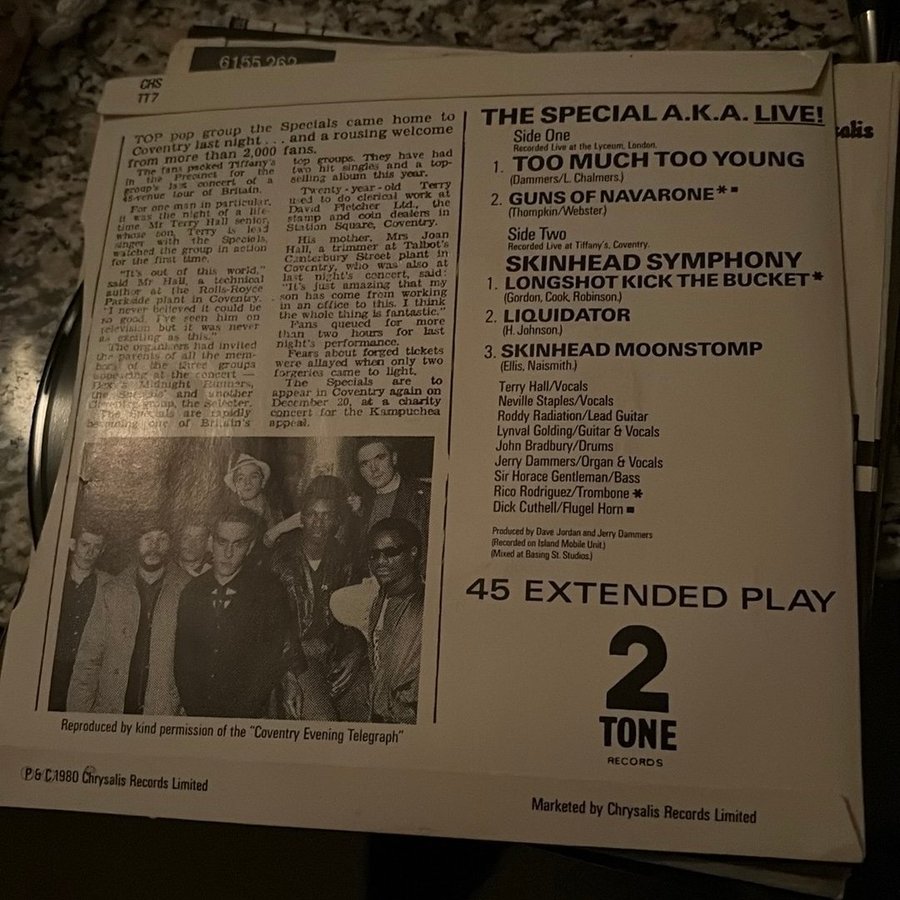 6155 262
CHS
TT7
TOP pop group the Specials came home to
Coventry last night . . . and a rousing welcome
from more than 2,000 fans.
The fans packed Tiffany's
in the Precinct for the
group's last concert of a
venue tour of Britain.
For one man in particular,
it was the night of a life-
time. Mr Terry Hall senior,
whose son, Terry is lead
singer with the Specials,
watched the group in action
for the first time.
"It's out of this world,"
said Mr Hall, a technical
author at the Rolls-Royce
Parkside plant in Coventry.
"I never believed it could be
so good. I've seen him on
television but it was never
as exciting as this."
The organisers had invited
the parents of all the mem-
bers of the three groups
appearing at the concert —
Dexy's Midnight Runners,
the Specials and another
group, the Selecter.
The Specials are rapidly
becoming one of Britain's
top groups. They have had
two hit singles and a top-
selling album this year.
Twenty-year-old Terry
used to do clerical work at
David Fletcher Ltd., the
stamp and coin dealers in
Station Square, Coventry.
His mother, Mrs Joan
Hall, a trimmer at Talbot's
Canterbury Street plant in
Coventry, who was also at
last night's concert, said:
"It's just amazing that my
son has come from working
in an office to this. I think
the whole thing is fantastic."
Fans queued for more
than two hours for last
night's performance.
Fears about forged tickets
were allayed when only two
forgeries came to light.
The Specials are to
appear in Coventry again on
December 20, at a charity
concert for the Kampuchea
appeal.
Reproduced by kind permission of the "Coventry Evening Telegraph"
P & C 1980 Chrysalis Records Limited
THE SPECIAL A.K.A. LIVE!
Side One
Recorded Live at the Lyceum, London.
1. TOO MUCH TOO YOUNG
(Dammers/L. Chalmers.)
2. GUNS OF NAVARONE*▪
(Thompkin/Webster)
Side Two
Recorded Live at Tiffany's, Coventry.
SKINHEAD SYMPHONY
1. LONGSHOT KICK THE BUCKET*
(Gordon, Cook, Robinson.)
2. LIQUIDATOR
(H. Johnson.)
3. SKINHEAD MOONSTOMP
(Ellis, Naismith.)
Terry Hall/Vocals
Neville Staples/Vocals
Roddy Radiation/Lead Guitar
Lynval Golding/Guitar & Vocals
John Bradbury/Drums
Jerry Dammers/Organ & Vocals
Sir Horace Gentleman/Bass
Rico Rodriguez/Trombone *
Dick Cuthell/Flugel Horn ▪
Produced by Dave Jordan and Jerry Dammers
(Recorded on Island Mobile Unit.)
(Mixed at Basing St. Studios.)
45 EXTENDED PLAY
2
TONE
RECORDS
Marketed by Chrysalis Records Limited
alis